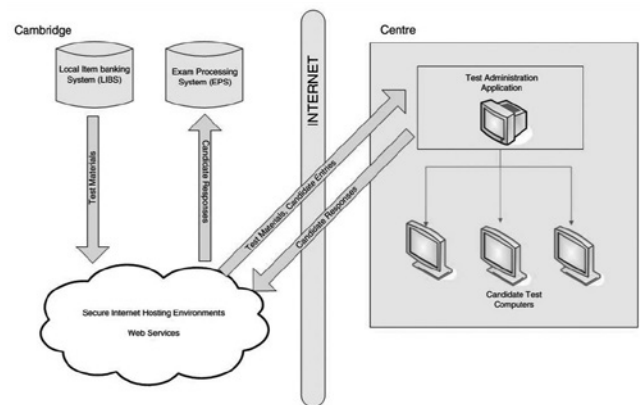 Cambridge
Local Item banking
System (LIBS)
Exam Processing
System (EPS)
Test Materials
Candidate Responses
Secure Internet Hosting Environments
Web Services
INTERNET
Test Materials, Candidate Entries
Candidate Responses
Centre
Test Administration
Application
Candidate Test
Computers